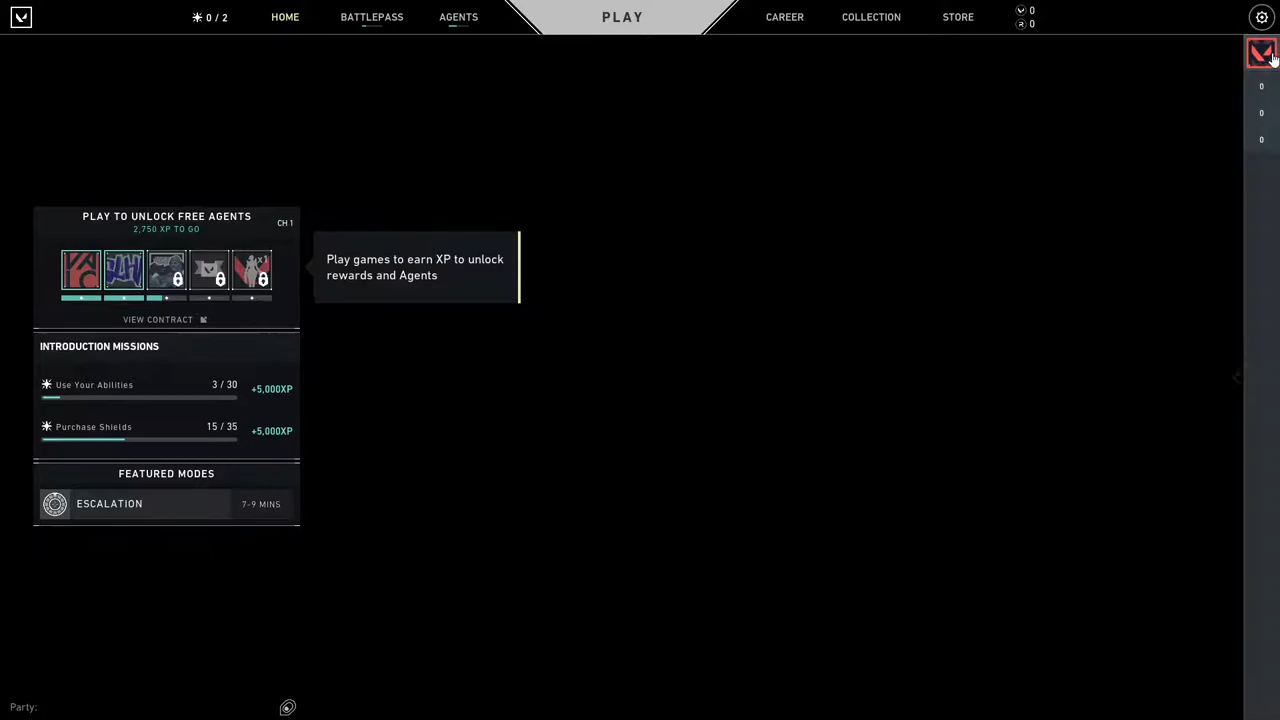 0 / 2
HOME
BATTLEPASS
AGENTS
PLAY
CAREER
COLLECTION
STORE
0
R 0
0
0
0
PLAY TO UNLOCK FREE AGENTS
2,750 XP TO GO
CH 1
x1
VIEW CONTRACT
Play games to earn XP to unlock
rewards and Agents
INTRODUCTION MISSIONS
Use Your Abilities 3 / 30 +5,000XP
Purchase Shields 15 / 35 +5,000XP
FEATURED MODES
ESCALATION 7-9 MINS
Party: